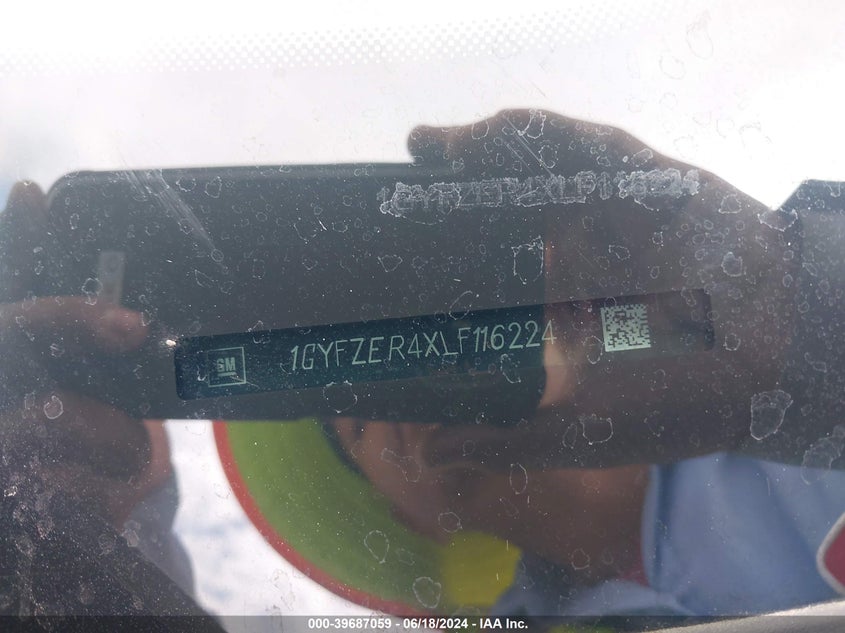 1GYFZER4XLF116224
GM
1GYFZER4XLF116224
000-39687059 - 06/18/2024 - IAA Inc.